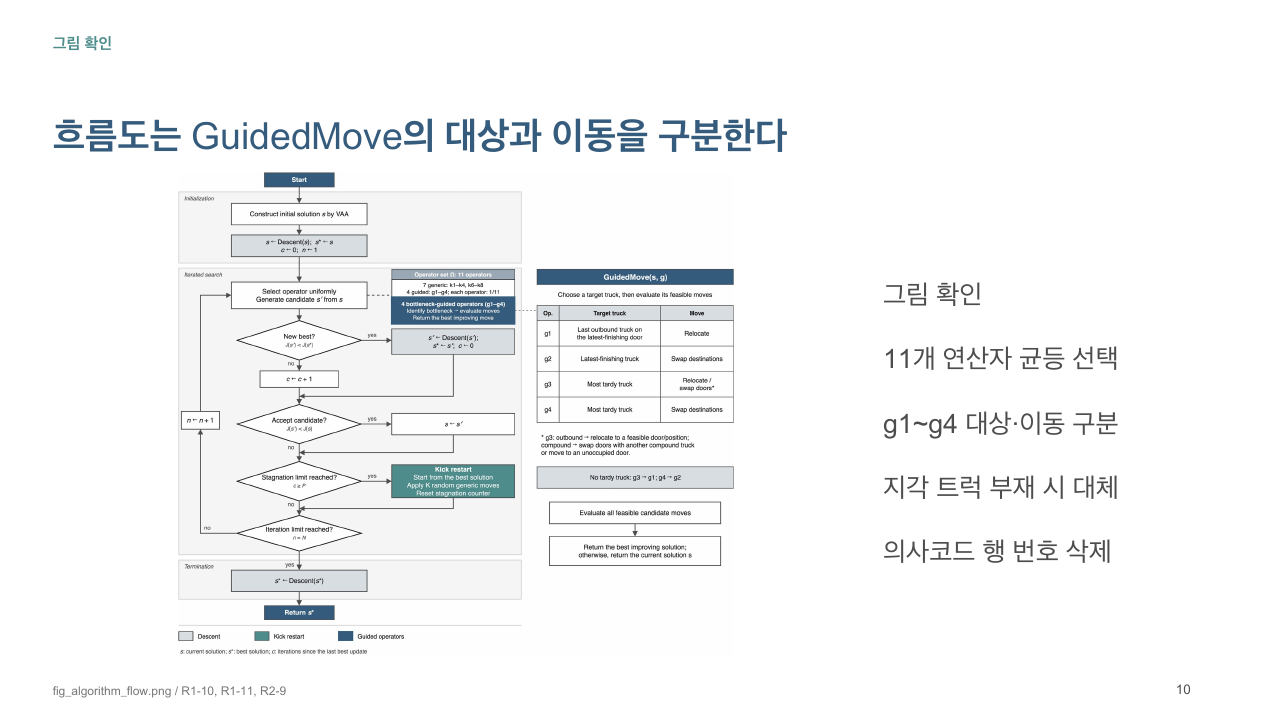 그림 확인
흐름도는 GuidedMove의 대상과 이동을 구분한다
Start
Initialization
Construct initial solution s by VAA
s ← Descent(s); s* ← s
c ← 0; n ← 1
Iterated search
Select operator uniformly
Generate candidate s′ from s
Operator set Ω: 11 operators
7 generic: k1–k4, k6–k8
4 guided: g1–g4; each operator: 1/11
4 bottleneck-guided operators (g1–g4)
Identify bottleneck → evaluate moves
Return the best improving move
New best?
J(s′) < J(s*)
yes
s′ ← Descent(s′);
s* ← s′; c ← 0
no
c ← c + 1
n ← n + 1
Accept candidate?
J(s′) < J(s)
yes
s ← s′
no
Stagnation limit reached?
c ≥ P
yes
Kick restart
Start from the best solution
Apply K random generic moves
Reset stagnation counter
no
Iteration limit reached?
n = N
no
yes
Termination
s* ← Descent(s*)
Return s*
Descent
Kick restart
Guided operators
s: current solution; s*: best solution; c: iterations since the last best update
GuidedMove(s, g)
Choose a target truck, then evaluate its feasible moves
Op. Target truck Move
g1 Last outbound truck on the latest-finishing door Relocate
g2 Latest-finishing truck Swap destinations
g3 Most tardy truck Relocate / swap doors*
g4 Most tardy truck Swap destinations
* g3: outbound → relocate to a feasible door/position;
compound → swap doors with another compound truck
or move to an unoccupied door.
No tardy truck: g3 → g1; g4 → g2
Evaluate all feasible candidate moves
Return the best improving solution;
otherwise, return the current solution s
그림 확인
11개 연산자 균등 선택
g1~g4 대상·이동 구분
지각 트럭 부재 시 대체
의사코드 행 번호 삭제
fig_algorithm_flow.png / R1-10, R1-11, R2-9
10